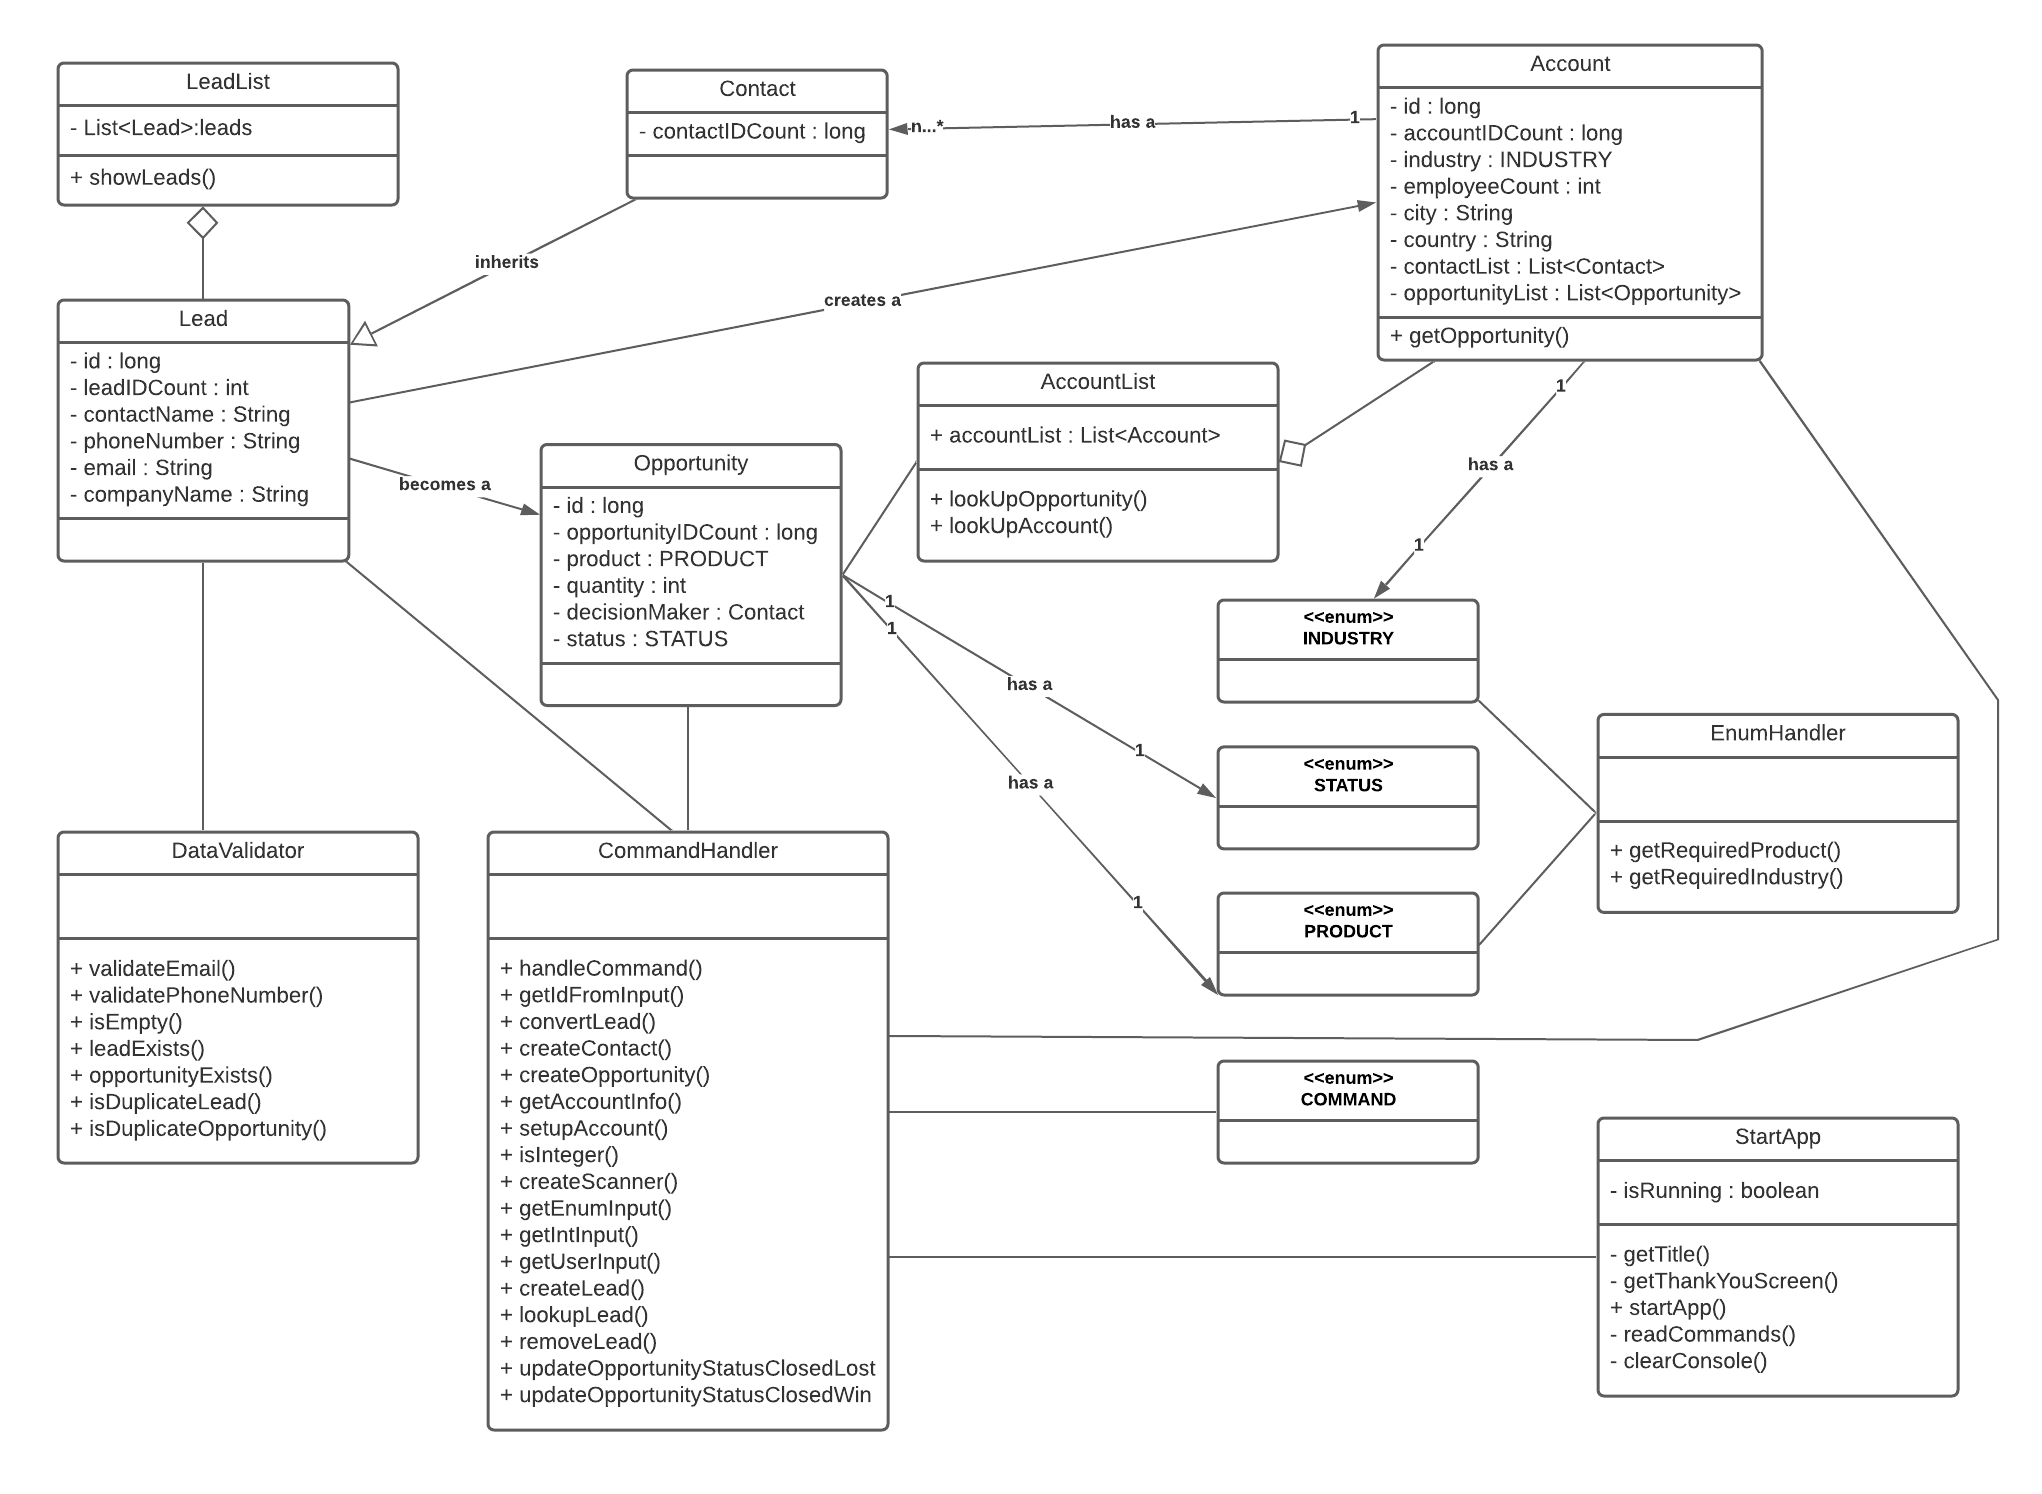 LeadList
- List<Lead>:leads
+ showLeads()
Contact
- contactIDCount : long
n...*
has a
1
Account
- id : long
- accountIDCount : long
- industry : INDUSTRY
- employeeCount : int
- city : String
- country : String
- contactList : List<Contact>
- opportunityList : List<Opportunity>
+ getOpportunity()
inherits
creates a
Lead
- id : long
- leadIDCount : int
- contactName : String
- phoneNumber : String
- email : String
- companyName : String
becomes a
Opportunity
- id : long
- opportunityIDCount : long
- product : PRODUCT
- quantity : int
- decisionMaker : Contact
- status : STATUS
AccountList
+ accountList : List<Account>
+ lookUpOpportunity()
+ lookUpAccount()
1
has a
1
1
has a
1
1
has a
1
<<enum>>
INDUSTRY
<<enum>>
STATUS
<<enum>>
PRODUCT
EnumHandler
+ getRequiredProduct()
+ getRequiredIndustry()
DataValidator
+ validateEmail()
+ validatePhoneNumber()
+ isEmpty()
+ leadExists()
+ opportunityExists()
+ isDuplicateLead()
+ isDuplicateOpportunity()
CommandHandler
+ handleCommand()
+ getIdFromInput()
+ convertLead()
+ createContact()
+ createOpportunity()
+ getAccountInfo()
+ setupAccount()
+ isInteger()
+ createScanner()
+ getEnumInput()
+ getIntInput()
+ getUserInput()
+ createLead()
+ lookupLead()
+ removeLead()
+ updateOpportunityStatusClosedLost
+ updateOpportunityStatusClosedWin
<<enum>>
COMMAND
StartApp
- isRunning : boolean
- getTitle()
- getThankYouScreen()
+ startApp()
- readCommands()
- clearConsole()